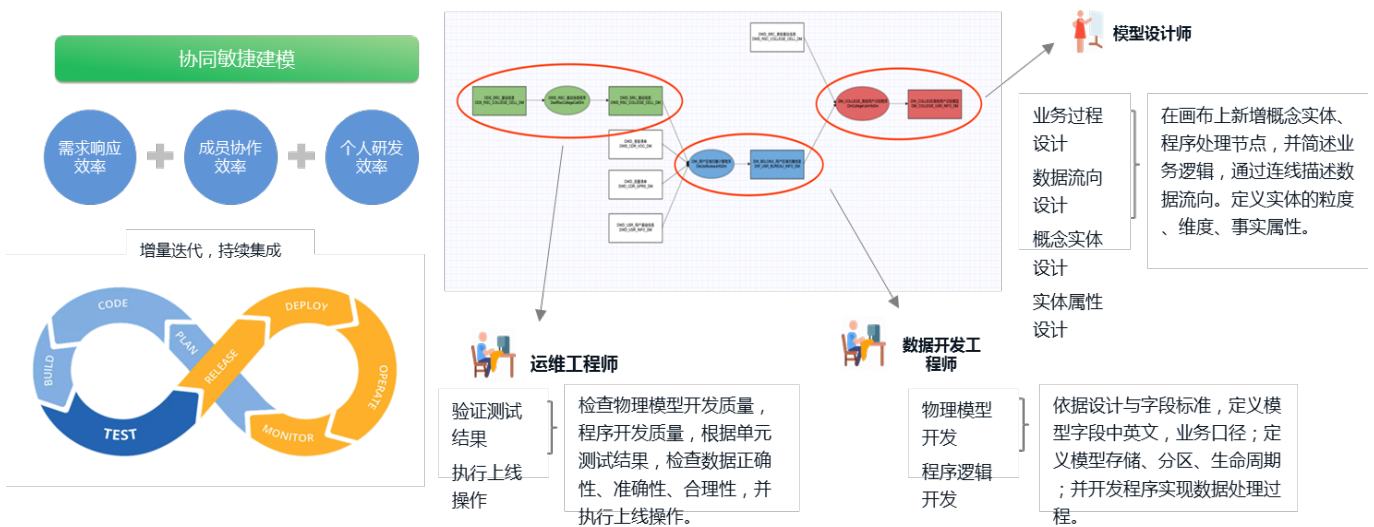 协同敏捷建模
需求响应
效率
成员协作
效率
个人研发
效率
增量迭代，持续集成
CODE
BUILD
TEST
PLAN
RELEASE
DEPLOY
OPERATE
MONITOR
模型设计师
业务过程
设计
数据流向
设计
概念实体
设计
实体属性
设计
在画布上新增概念实体、
程序处理节点，并简述业
务逻辑，通过连线描述数
据流向。定义实体的粒度
、维度、事实属性。
运维工程师
验证测试
结果
执行上线
操作
检查物理模型开发质量，
程序开发质量，根据单元
测试结果，检查数据正确
性、准确性、合理性，并
执行上线操作。
数据开发工
程师
物理模型
开发
程序逻辑
开发
依据设计与字段标准，定义模
型字段中英文，业务口径；定
义模型存储、分区、生命周期
；并开发程序实现数据处理过
程。